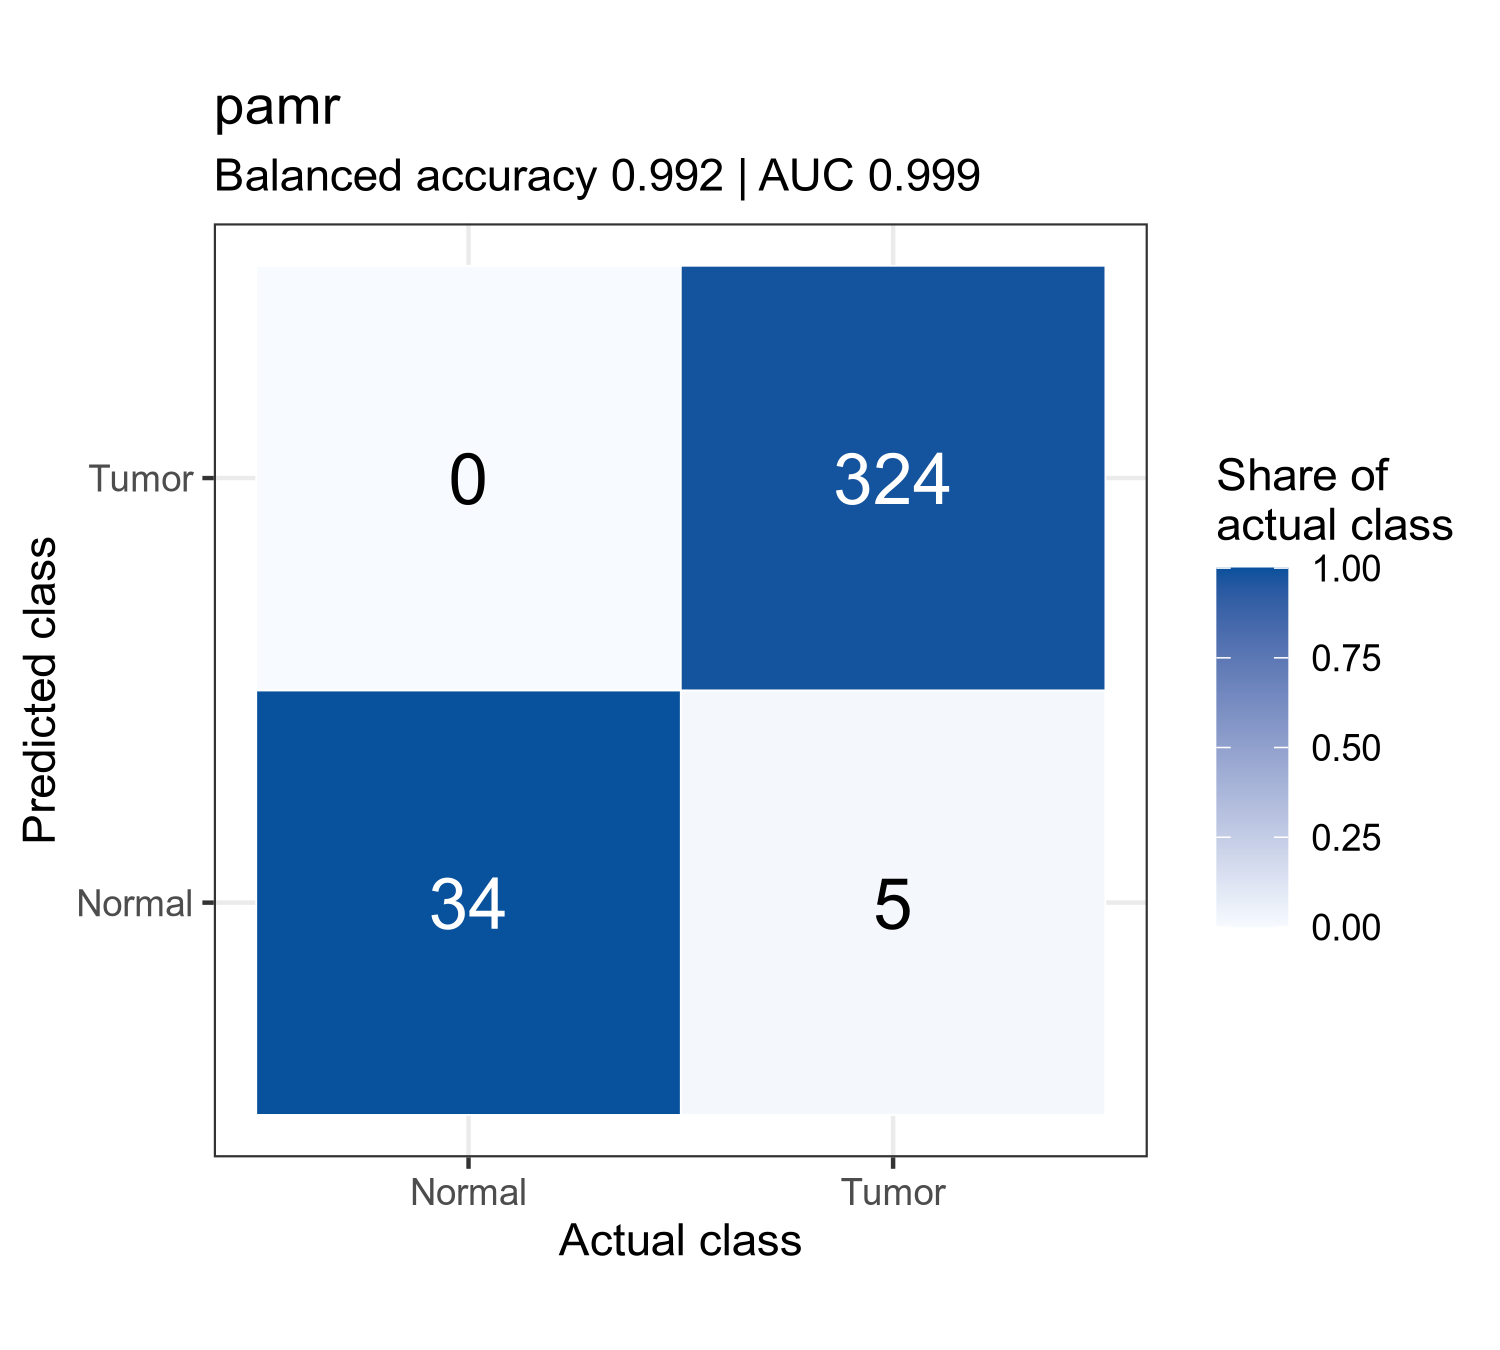 pamr
Balanced accuracy 0.992 | AUC 0.999
Predicted class
Tumor
Normal
0
324
34
5
Normal
Tumor
Actual class
Share of
actual class
1.00
0.75
0.50
0.25
0.00